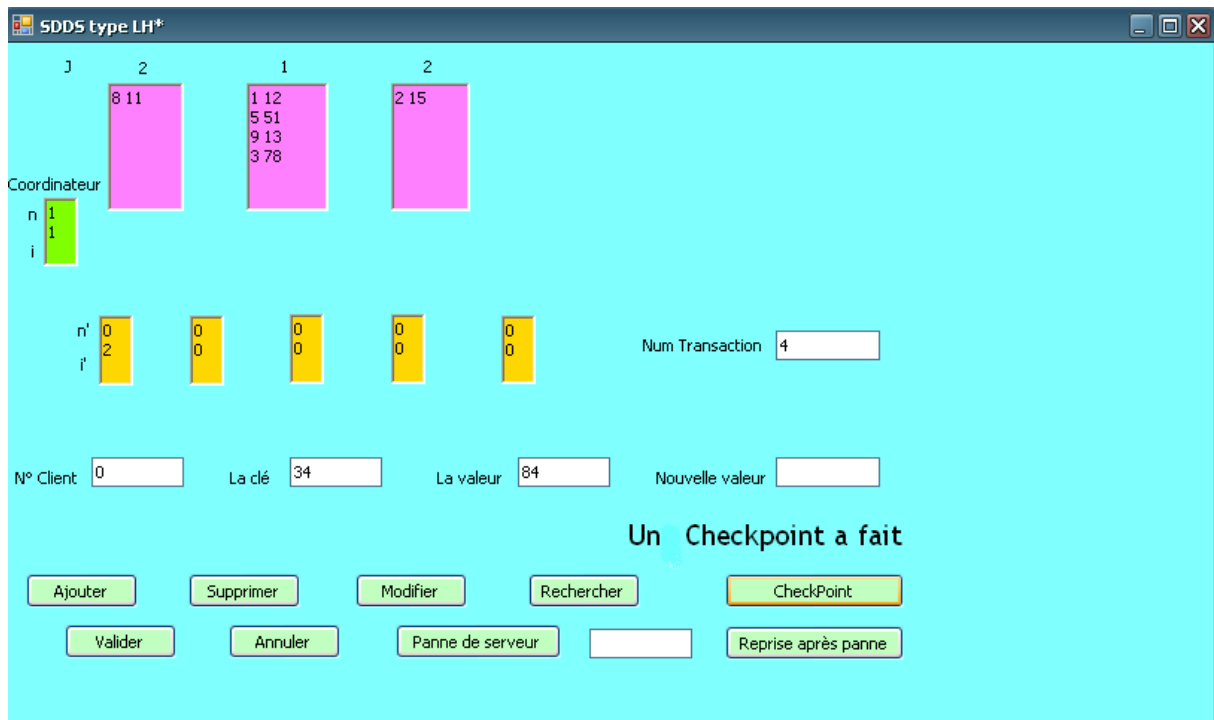 SDDS type LH*
J 2 1 2
8 11 1 12 2 15
5 51
9 13
3 78
Coordinateur
n 1
1
i
n' 0 0 0 0 0
2 0 0 0 0
i'
Num Transaction 4
N° Client 0 La clé 34 La valeur 84 Nouvelle valeur
Un Checkpoint a fait
Ajouter Supprimer Modifier Rechercher CheckPoint
Valider Annuler Panne de serveur Reprise après panne